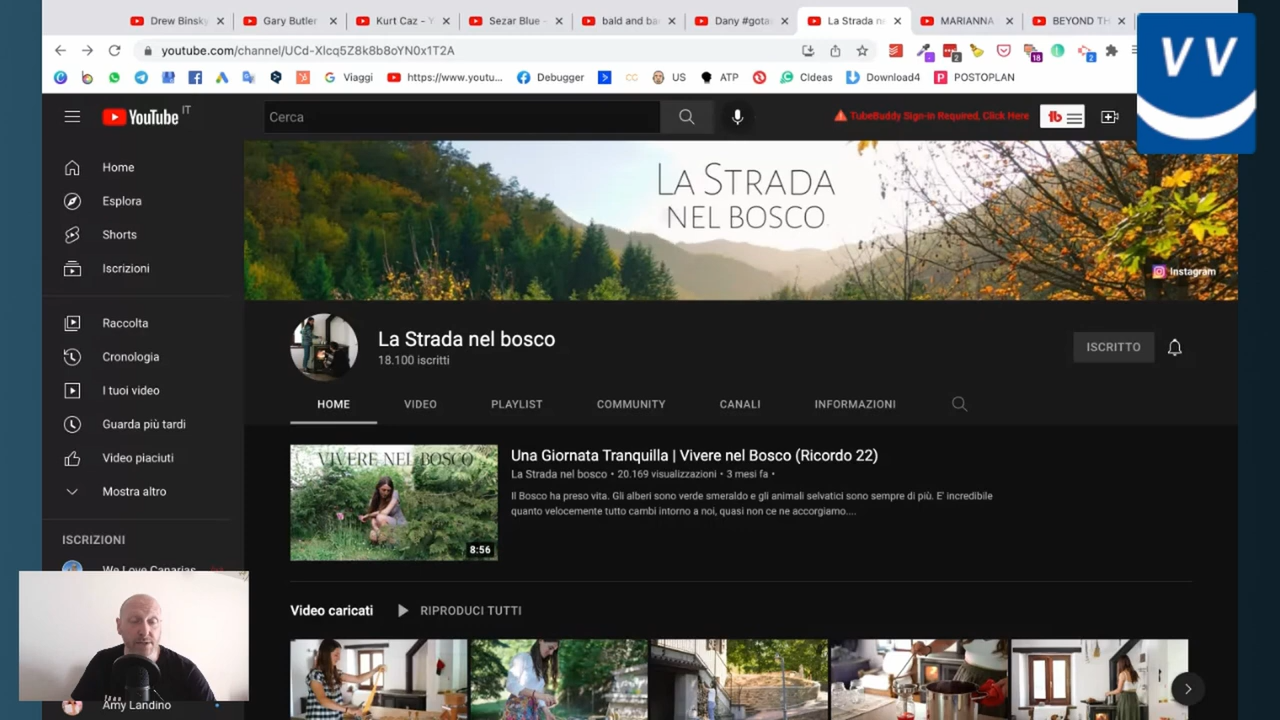 Drew Binsky
Gary Butler
Kurt Caz - Y
Sezar Blue -
bald and ba
Dany #gota
La Strada n
MARIANNA
BEYOND TH
youtube.com/channel/UCd-XIcq5Z8k8b8oYN0x1T2A
Viaggi
https://www.youtu...
Debugger
CC
US
ATP
CIdeas
Download4
POSTOPLAN
VV
YouTube IT
Cerca
TubeBuddy Sign-In Required, Click Here
tb
Home
Esplora
Shorts
Iscrizioni
Raccolta
Cronologia
I tuoi video
Guarda più tardi
Video piaciuti
Mostra altro
ISCRIZIONI
We Love Canarias
Amy Landino
LA STRADA
NEL BOSCO
Instagram
La Strada nel bosco
18.100 iscritti
ISCRITTO
HOME
VIDEO
PLAYLIST
COMMUNITY
CANALI
INFORMAZIONI
VIVERE NEL BOSCO
8:56
Una Giornata Tranquilla | Vivere nel Bosco (Ricordo 22)
La Strada nel bosco • 20.169 visualizzazioni • 3 mesi fa •
Il Bosco ha preso vita. Gli alberi sono verde smeraldo e gli animali selvatici sono sempre di più. E' incredibile
quanto velocemente tutto cambi intorno a noi, quasi non ce ne accorgiamo....
Video caricati
RIPRODUCI TUTTI